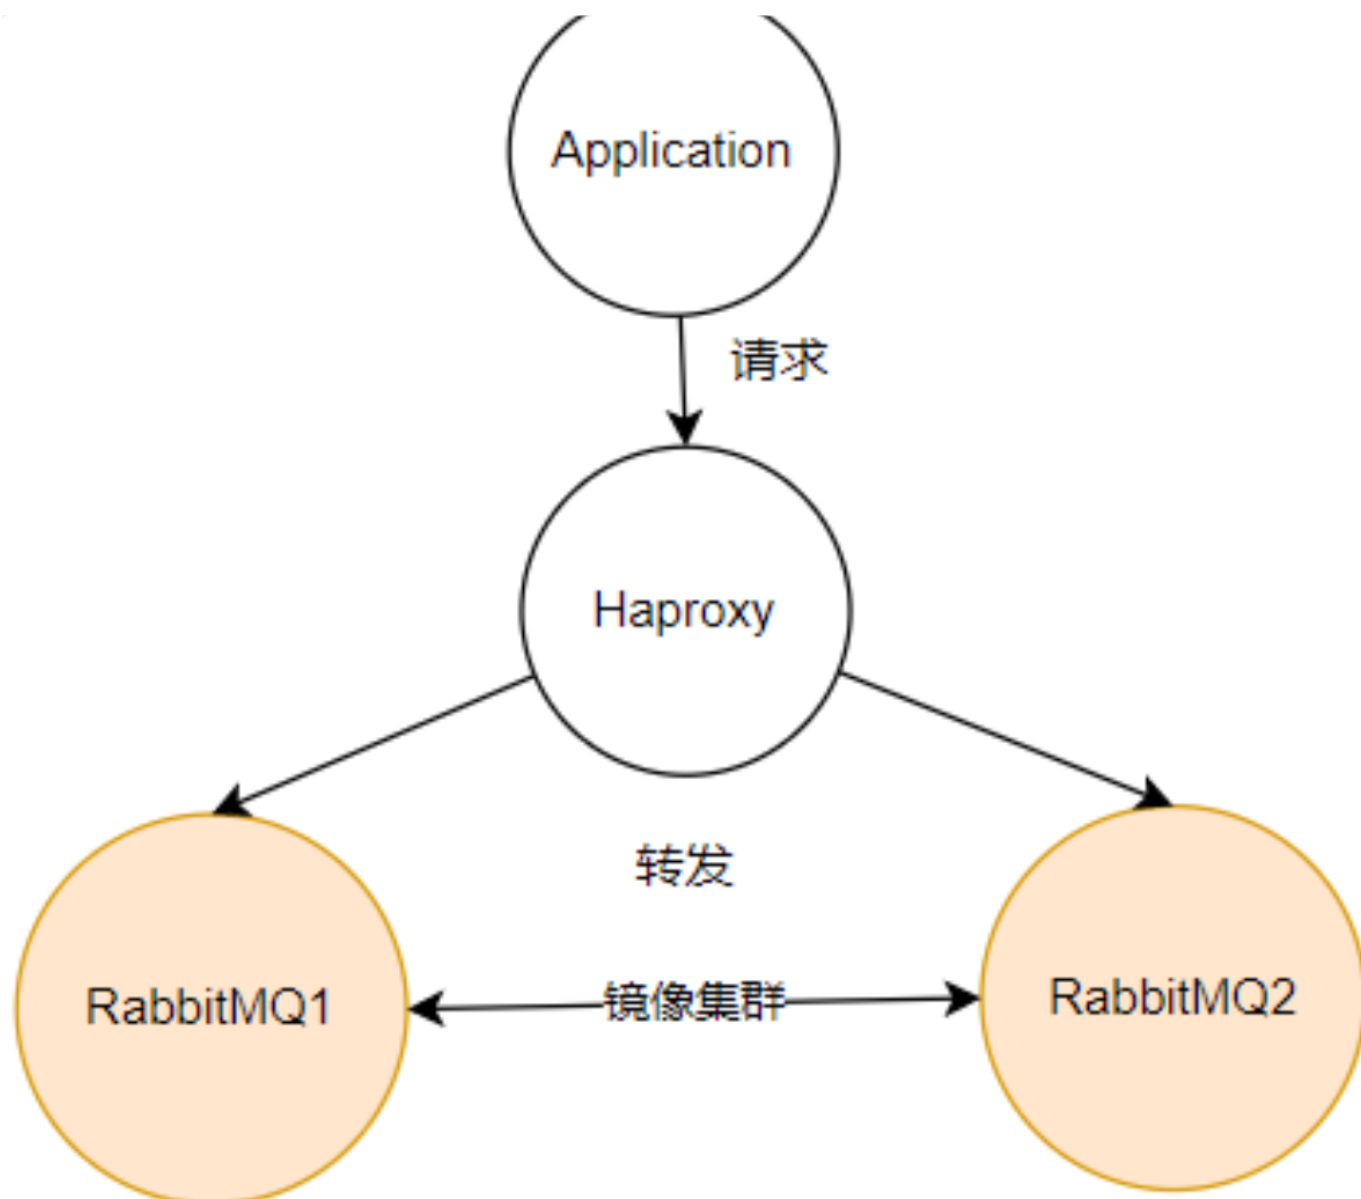 Application
请求
Haproxy
转发
RabbitMQ1
镜像集群
RabbitMQ2